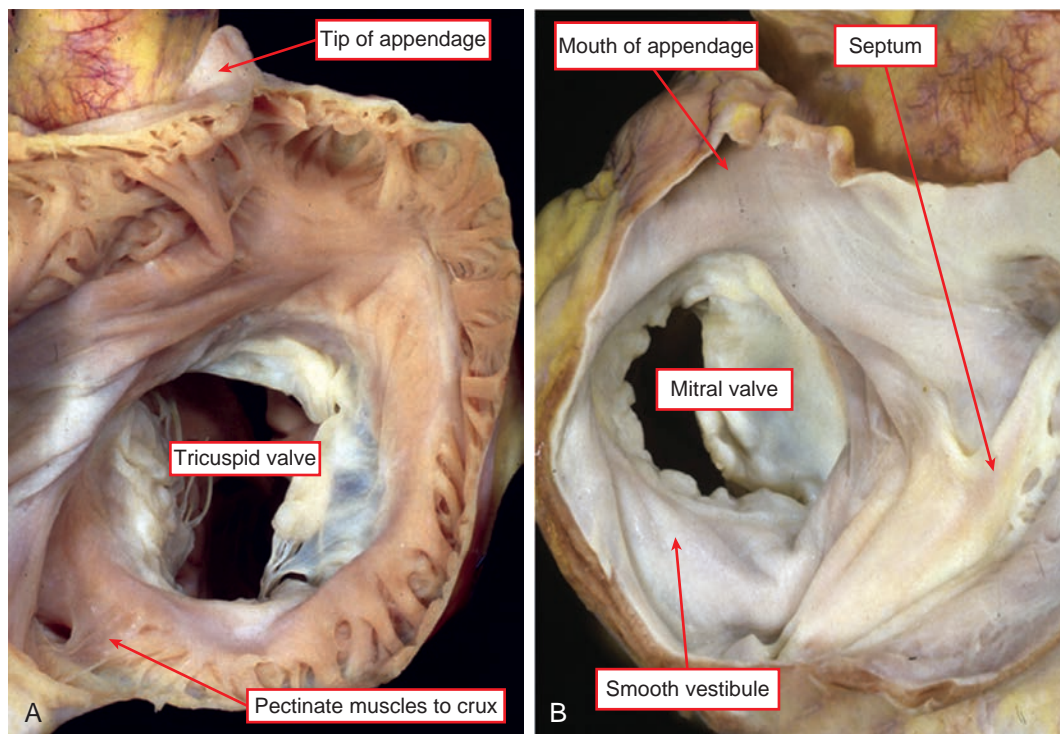 Tip of appendage
Tricuspid valve
Pectinate muscles to crux
A
Mouth of appendage
Septum
Mitral valve
Smooth vestibule
B